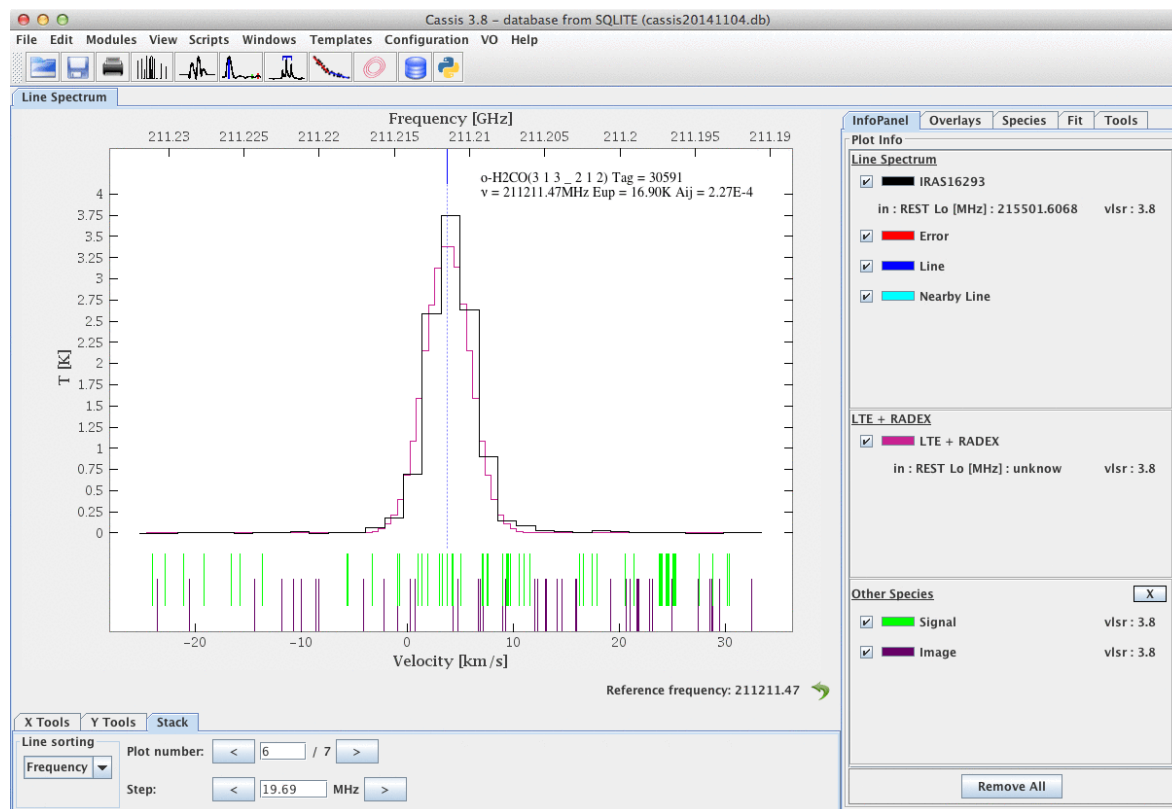 Cassis 3.8 - database from SQLITE (cassis20141104.db)
File Edit Modules View Scripts Windows Templates Configuration VO Help
Line Spectrum
Frequency [GHz]
211.23 211.225 211.22 211.215 211.21 211.205 211.20 211.195 211.19
o-H2CO(3 1 3 _ 2 1 2) Tag = 30591
ν = 211211.47MHz Eup = 16.90K Aij = 2.27E-4
T [K]
4
3.75
3.5
3.25
3
2.75
2.5
2.25
2
1.75
1.5
1.25
1
0.75
0.5
0.25
0
-20 -10 0 10 20 30
Velocity [km/s]
Reference frequency: 211211.47
InfoPanel Overlays Species Fit Tools
Plot Info
Line Spectrum
IRAS16293
in : REST Lo [MHz] : 215501.6068 vlsr : 3.8
Error
Line
Nearby Line
LTE + RADEX
LTE + RADEX
in : REST Lo [MHz] : unknow vlsr : 3.8
Other Species X
Signal vlsr : 3.8
Image vlsr : 3.8
Remove All
X Tools Y Tools Stack
Line sorting
Frequency
Plot number: < 6 / 7 >
Step: < 19.69 MHz >